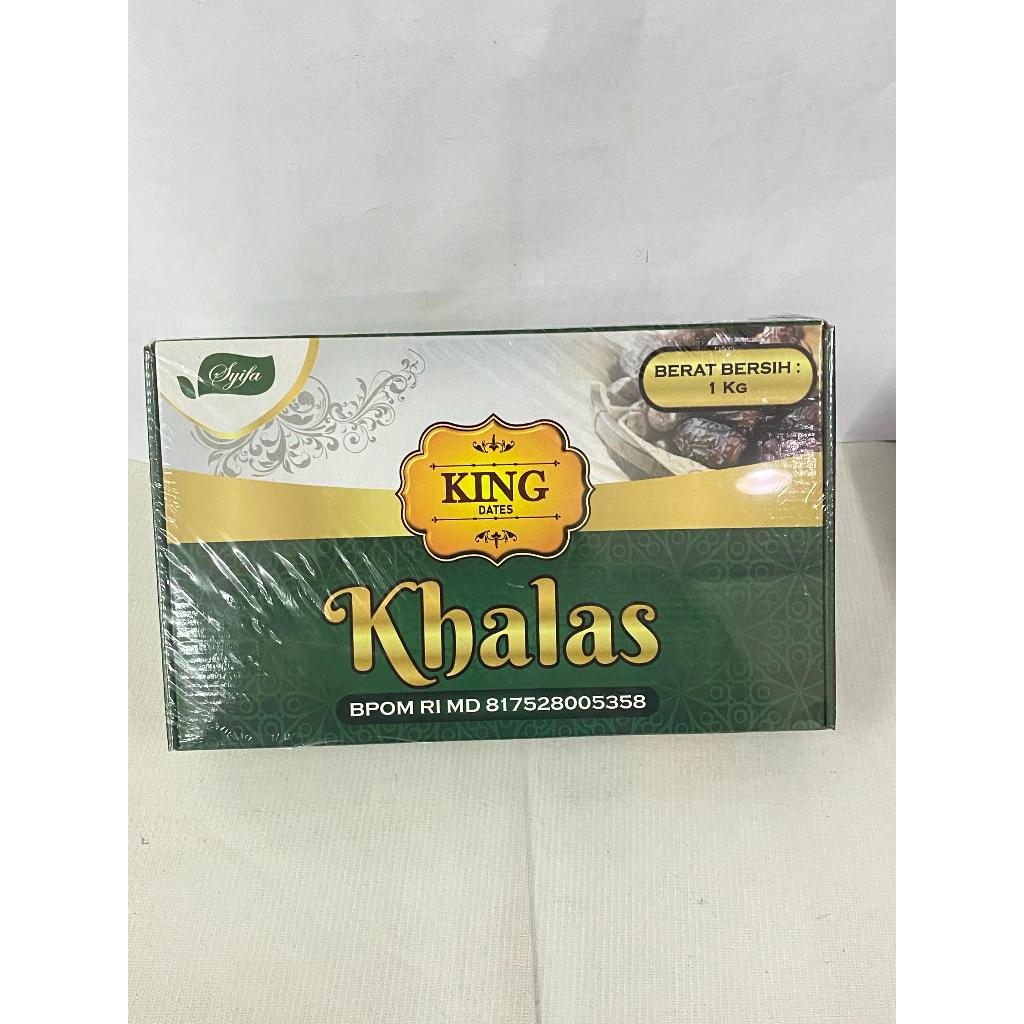 Syifa
BERAT BERSIH :
1 KG
KING
DATES
Khalas
BPOM RI MD 817528005358